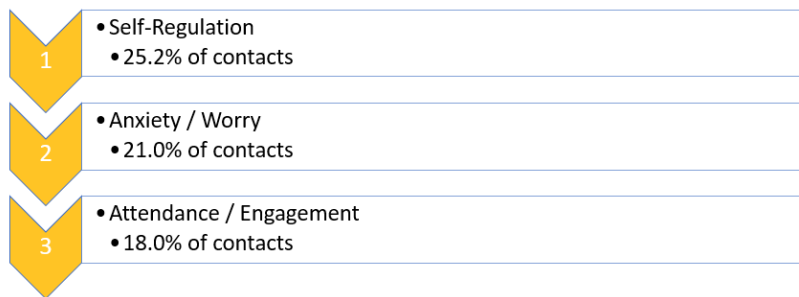 1
• Self-Regulation
• 25.2% of contacts
2
• Anxiety / Worry
• 21.0% of contacts
3
• Attendance / Engagement
• 18.0% of contacts